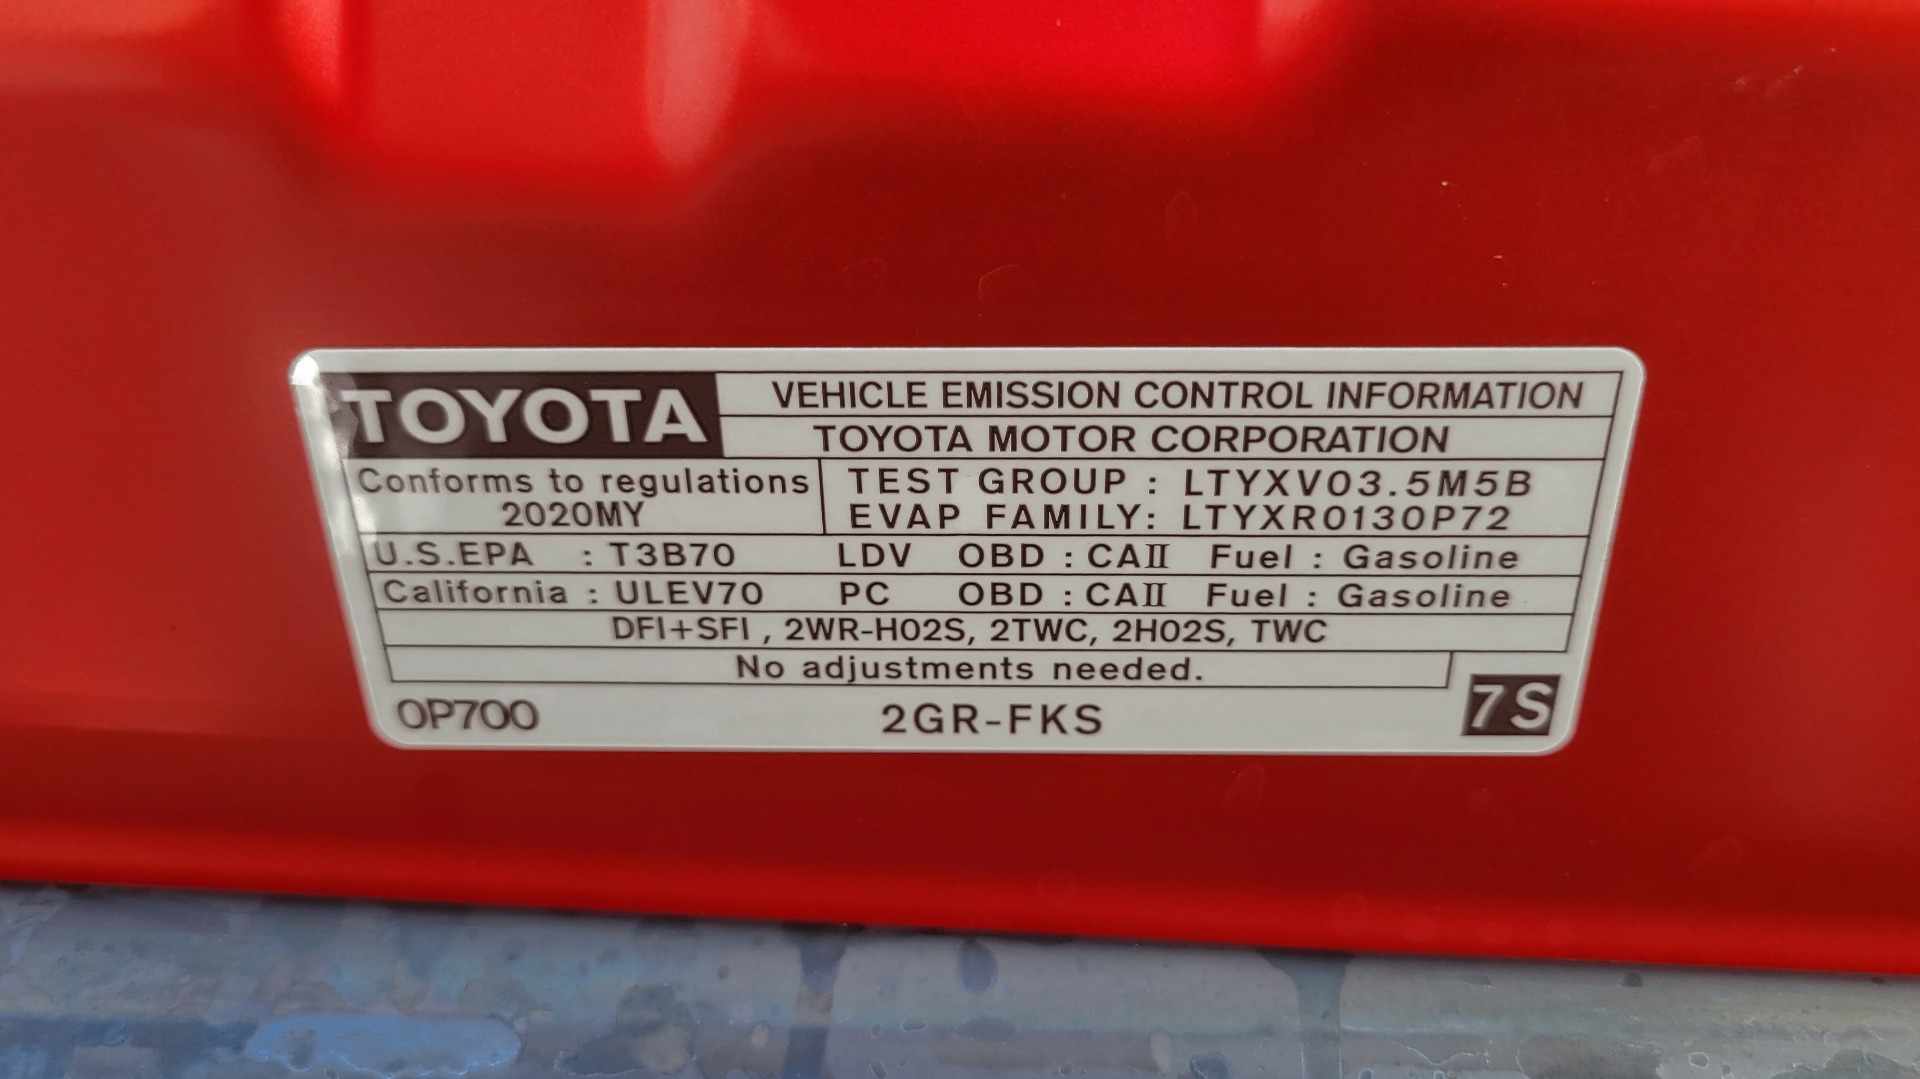 TOYOTA VEHICLE EMISSION CONTROL INFORMATION
TOYOTA MOTOR CORPORATION
Conforms to regulations TEST GROUP : LTYXV03.5M5B
2020MY EVAP FAMILY: LTYXR0130P72
U.S.EPA : T3B70 LDV OBD : CAⅡ Fuel : Gasoline
California : ULEV70 PC OBD : CAⅡ Fuel : Gasoline
DFI+SFI , 2WR-HO2S, 2TWC, 2HO2S, TWC
No adjustments needed.
0P700 2GR-FKS 7S